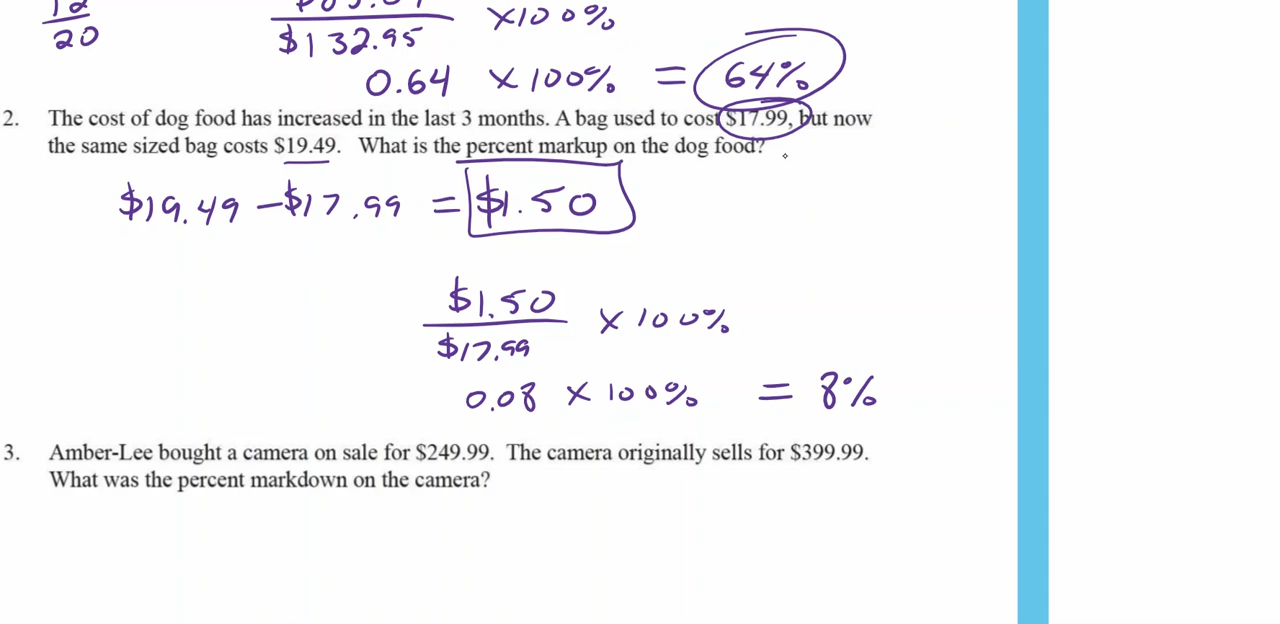 12
20
$132.95
×100%
0.64 ×100% = 64%
2. The cost of dog food has increased in the last 3 months. A bag used to cost $17.99, but now
the same sized bag costs $19.49. What is the percent markup on the dog food?
$19.49 - $17.99 = $1.50
$1.50
$17.99
×100%
0.08 ×100% = 8%
3. Amber-Lee bought a camera on sale for $249.99. The camera originally sells for $399.99.
What was the percent markdown on the camera?